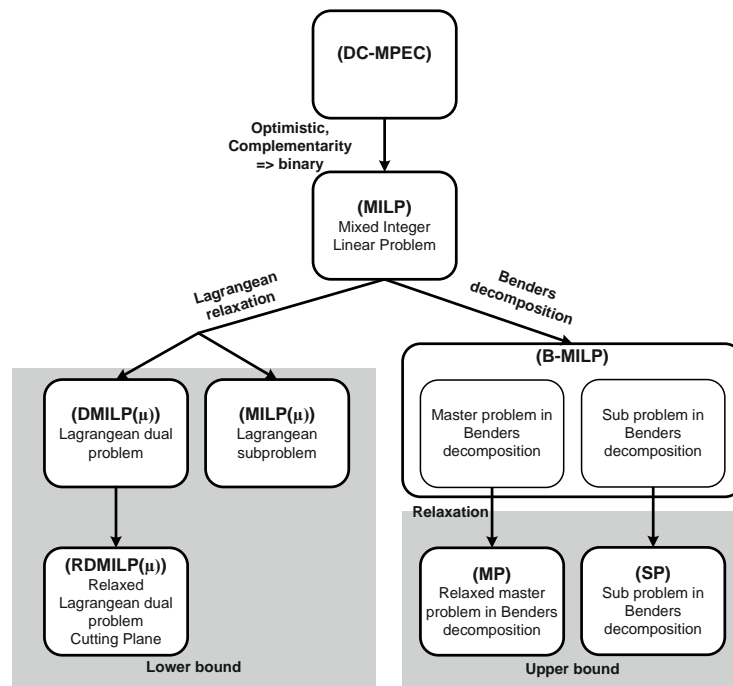 (DC-MPEC)
Optimistic,
Complementarity
=> binary
(MILP)
Mixed Integer
Linear Problem
Lagrangean
relaxation
Benders
decomposition
(B-MILP)
(DMILP(μ))
Lagrangean dual
problem
(MILP(μ))
Lagrangean
subproblem
Master problem in
Benders
decomposition
Sub problem in
Benders
decomposition
Relaxation
(RDMILP(μ))
Relaxed
Lagrangean dual
problem
Cutting Plane
(MP)
Relaxed master
problem in Benders
decomposition
(SP)
Sub problem in
Benders
decomposition
Lower bound
Upper bound